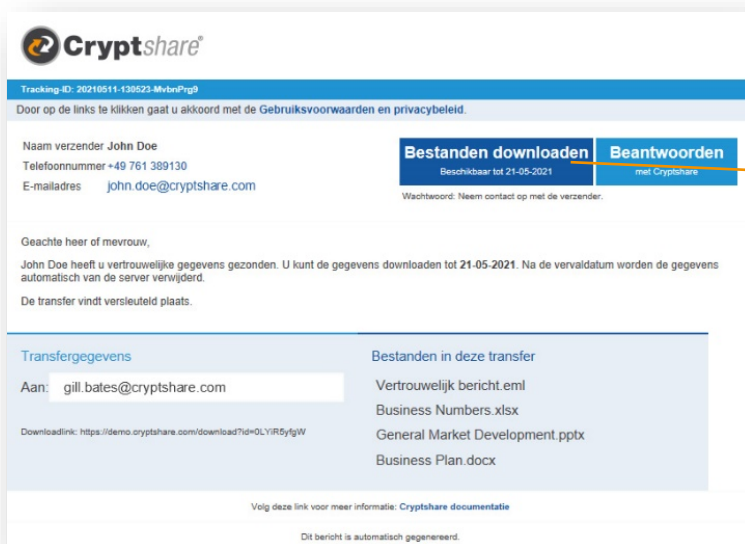 Cryptshare®
Tracking-ID: 20210511-130523-MvbnPrg9
Door op de links te klikken gaat u akkoord met de Gebruiksvoorwaarden en privacybeleid.
Naam verzender John Doe
Telefoonnummer +49 761 389130
E-mailadres john.doe@cryptshare.com
Bestanden downloaden
Beschikbaar tot 21-05-2021
Beantwoorden
met Cryptshare
Wachtwoord: Neem contact op met de verzender.
Geachte heer of mevrouw,
John Doe heeft u vertrouwelijke gegevens gezonden. U kunt de gegevens downloaden tot 21-05-2021. Na de vervaldatum worden de gegevens
automatisch van de server verwijderd.
De transfer vindt versleuteld plaats.
Transfergegevens
Aan: gill.bates@cryptshare.com
Downloadlink: https://demo.cryptshare.com/download?id=0LYiR5yfgW
Bestanden in deze transfer
Vertrouwelijk bericht.eml
Business Numbers.xlsx
General Market Development.pptx
Business Plan.docx
Volg deze link voor meer informatie: Cryptshare documentatie
Dit bericht is automatisch gegenereerd.